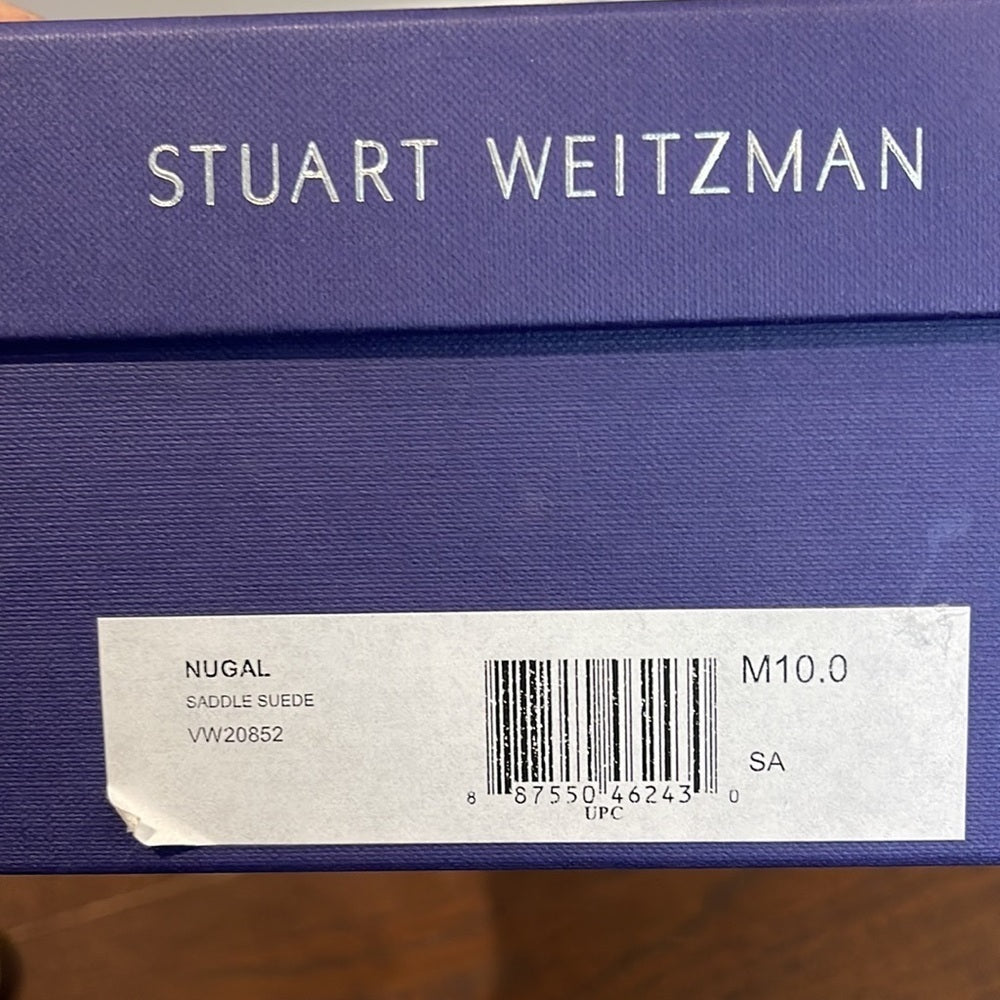 STUART WEITZMAN
NUGAL
SADDLE SUEDE
VW20852
M10.0
SA
8 87550 46243 0
UPC